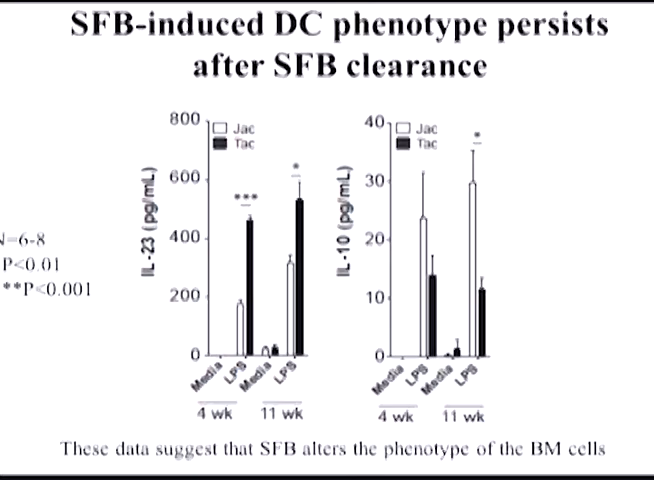 SFB-induced DC phenotype persists
after SFB clearance
N=6-8
P<0.01
**P<0.001
IL-23 (pg/mL)
800
600
400
200
0
Jac
Tac
***
*
Media
LPS
Media
LPS
4 wk
11 wk
IL-10 (pg/mL)
40
30
20
10
0
Jac
Tac
*
Media
LPS
Media
LPS
4 wk
11 wk
These data suggest that SFB alters the phenotype of the BM cells